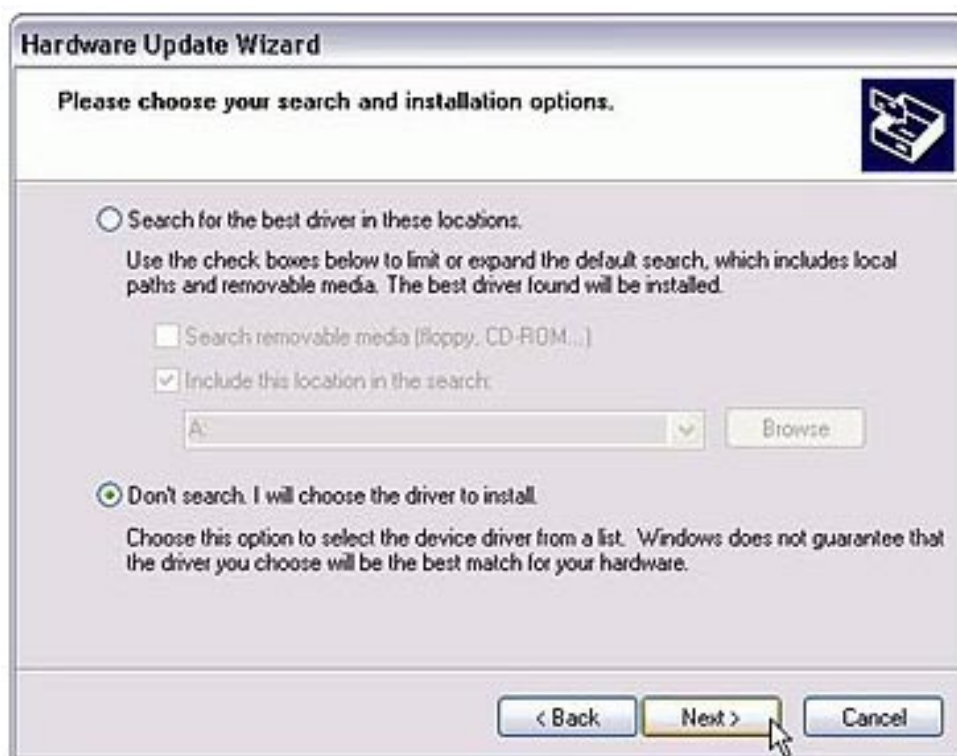 Hardware Update Wizard
Please choose your search and installation options.
Search for the best driver in these locations.
Use the check boxes below to limit or expand the default search, which includes local
paths and removable media. The best driver found will be installed.
Search removable media (floppy, CD-ROM...)
Include this location in the search:
A:
Browse
Don't search. I will choose the driver to install.
Choose this option to select the device driver from a list. Windows does not guarantee that
the driver you choose will be the best match for your hardware.
< Back
Next >
Cancel